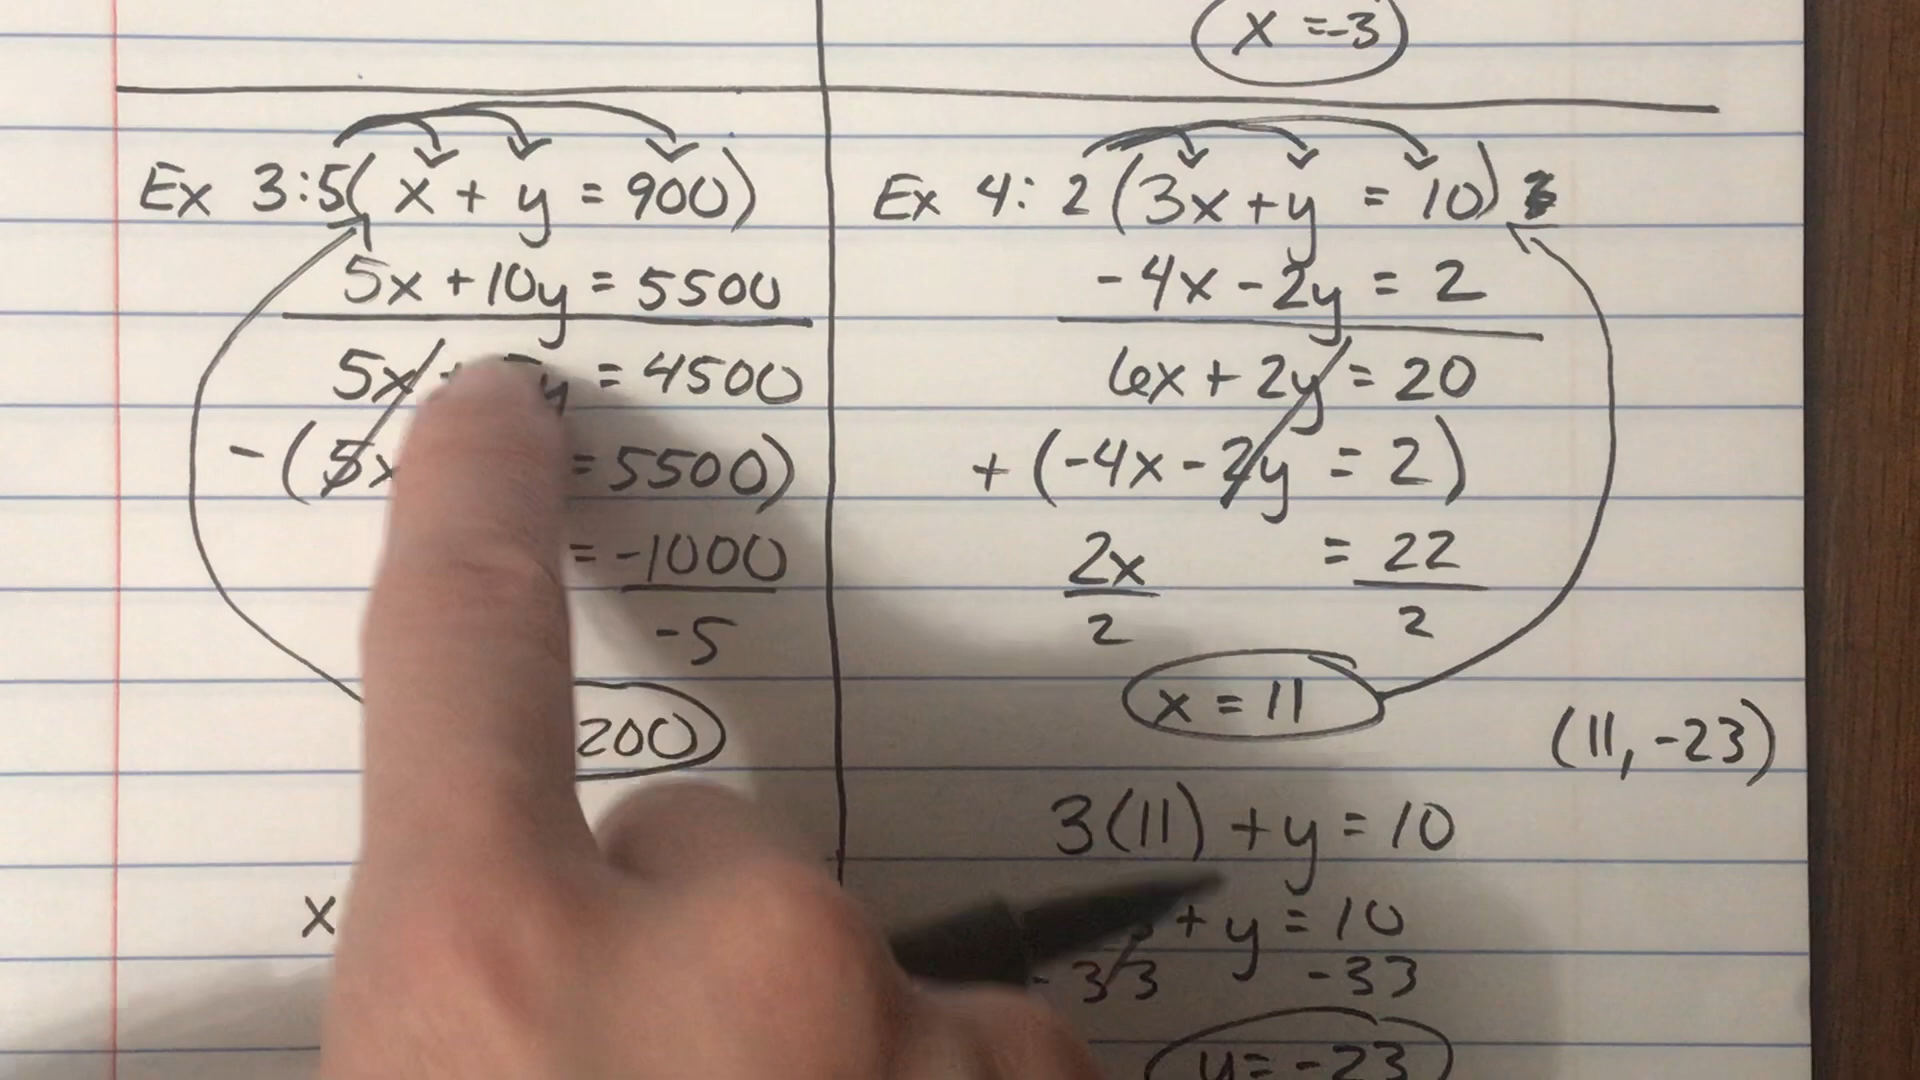 x = -3
Ex 3: 5(x + y = 900)
5x + 10y = 5500
5x + y = 4500
- (5x = 5500)
= -1000
-5
200
x
Ex 4: 2(3x + y = 10)
-4x - 2y = 2
6x + 2y = 20
+ (-4x - 2y = 2)
2x = 22
2 2
x = 11
(11, -23)
3(11) + y = 10
+ y = 10
- 33 -33
y = -23